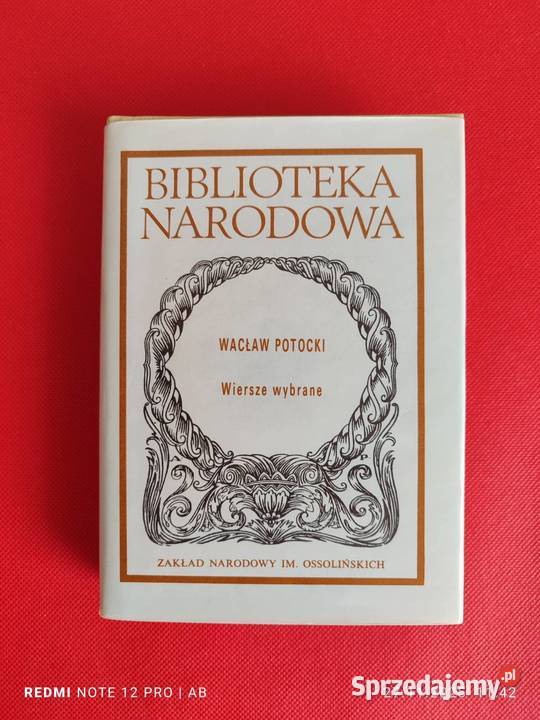 BIBLIOTEKA
NARODOWA
WACŁAW POTOCKI
Wiersze wybrane
ZAKŁAD NARODOWY IM. OSSOLIŃSKICH
REDMI NOTE 12 PRO | AB
Sprzedajemy.pl